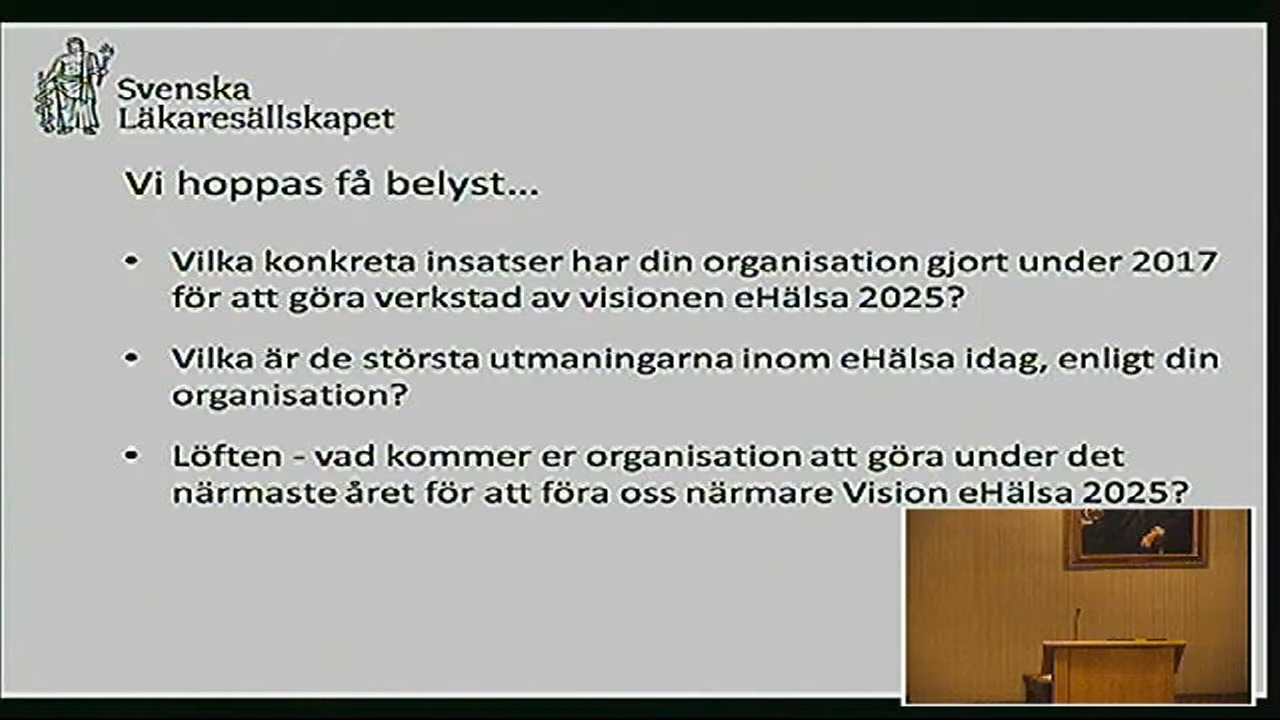 Svenska
Läkaresällskapet
Vi hoppas få belyst...
• Vilka konkreta insatser har din organisation gjort under 2017
för att göra verkstad av visionen eHälsa 2025?
• Vilka är de största utmaningarna inom eHälsa idag, enligt din
organisation?
• Löften - vad kommer er organisation att göra under det
närmaste året för att föra oss närmare Vision eHälsa 2025?